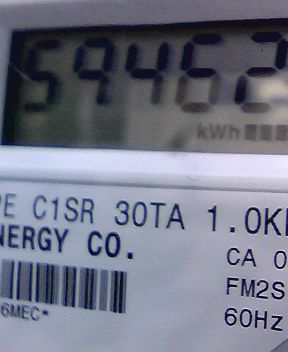 59462
kWh
PE C1SR 30TA 1.0K
NERGY CO.
CA 0
FM2S
6MEC*
60Hz